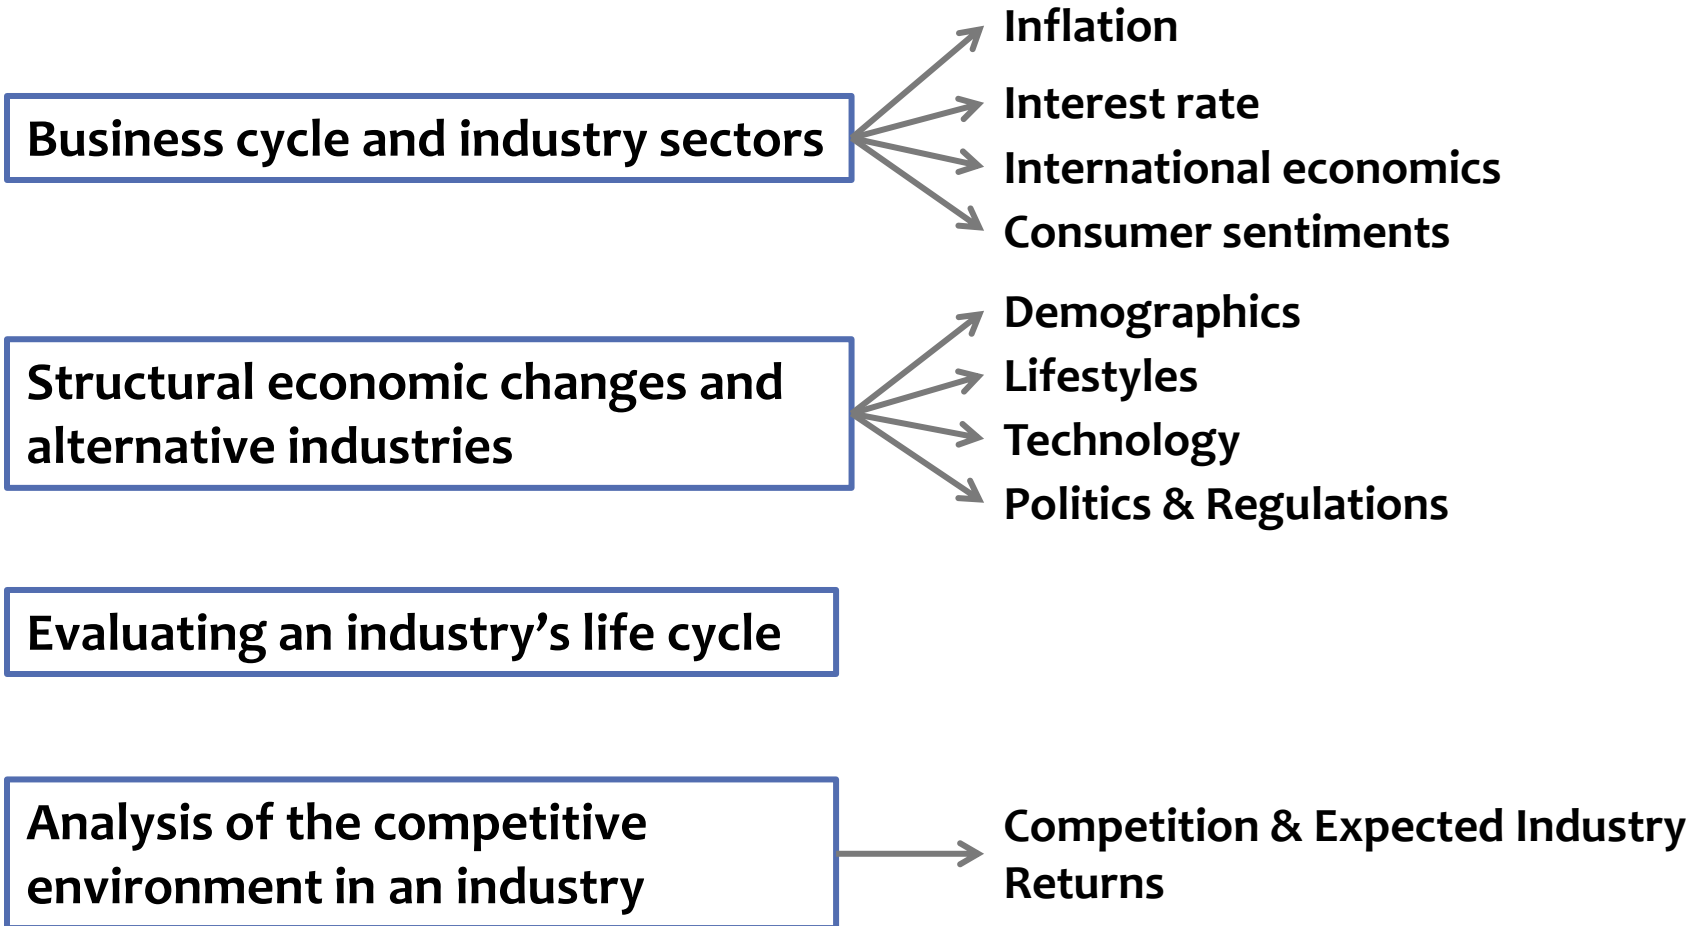 Inflation
Business cycle and industry sectors
Interest rate
International economics
Consumer sentiments
Structural economic changes and
alternative industries
Demographics
Lifestyles
Technology
Politics & Regulations
Evaluating an industry’s life cycle
Analysis of the competitive
environment in an industry
Competition & Expected Industry
Returns